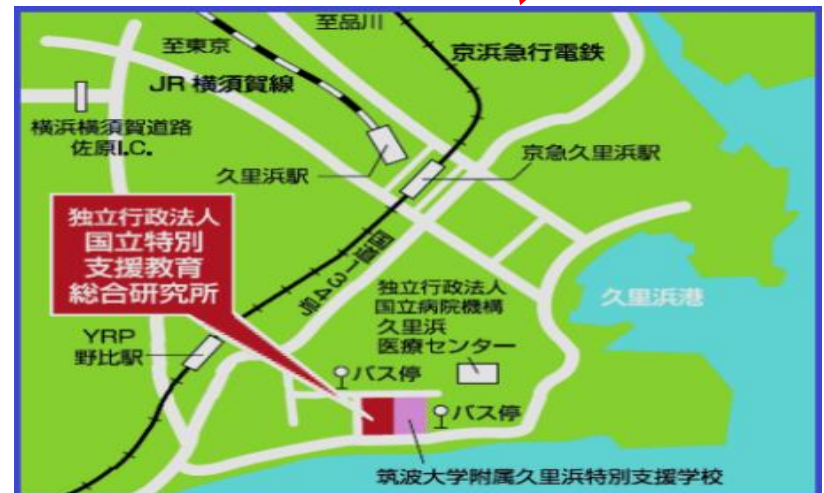 至品川
至東京
京浜急行電鉄
JR横須賀線
横浜横須賀道路
佐原I.C.
久里浜駅
京急久里浜駅
独立行政法人
国立特別
支援教育
総合研究所
国道134号
独立行政法人
国立病院機構
久里浜
医療センター
久里浜港
YRP
野比駅
バス停
バス停
筑波大学附属久里浜特別支援学校